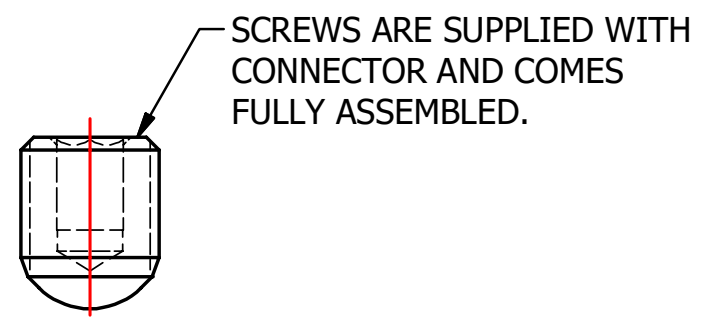 SCREWS ARE SUPPLIED WITH
CONNECTOR AND COMES
FULLY ASSEMBLED.